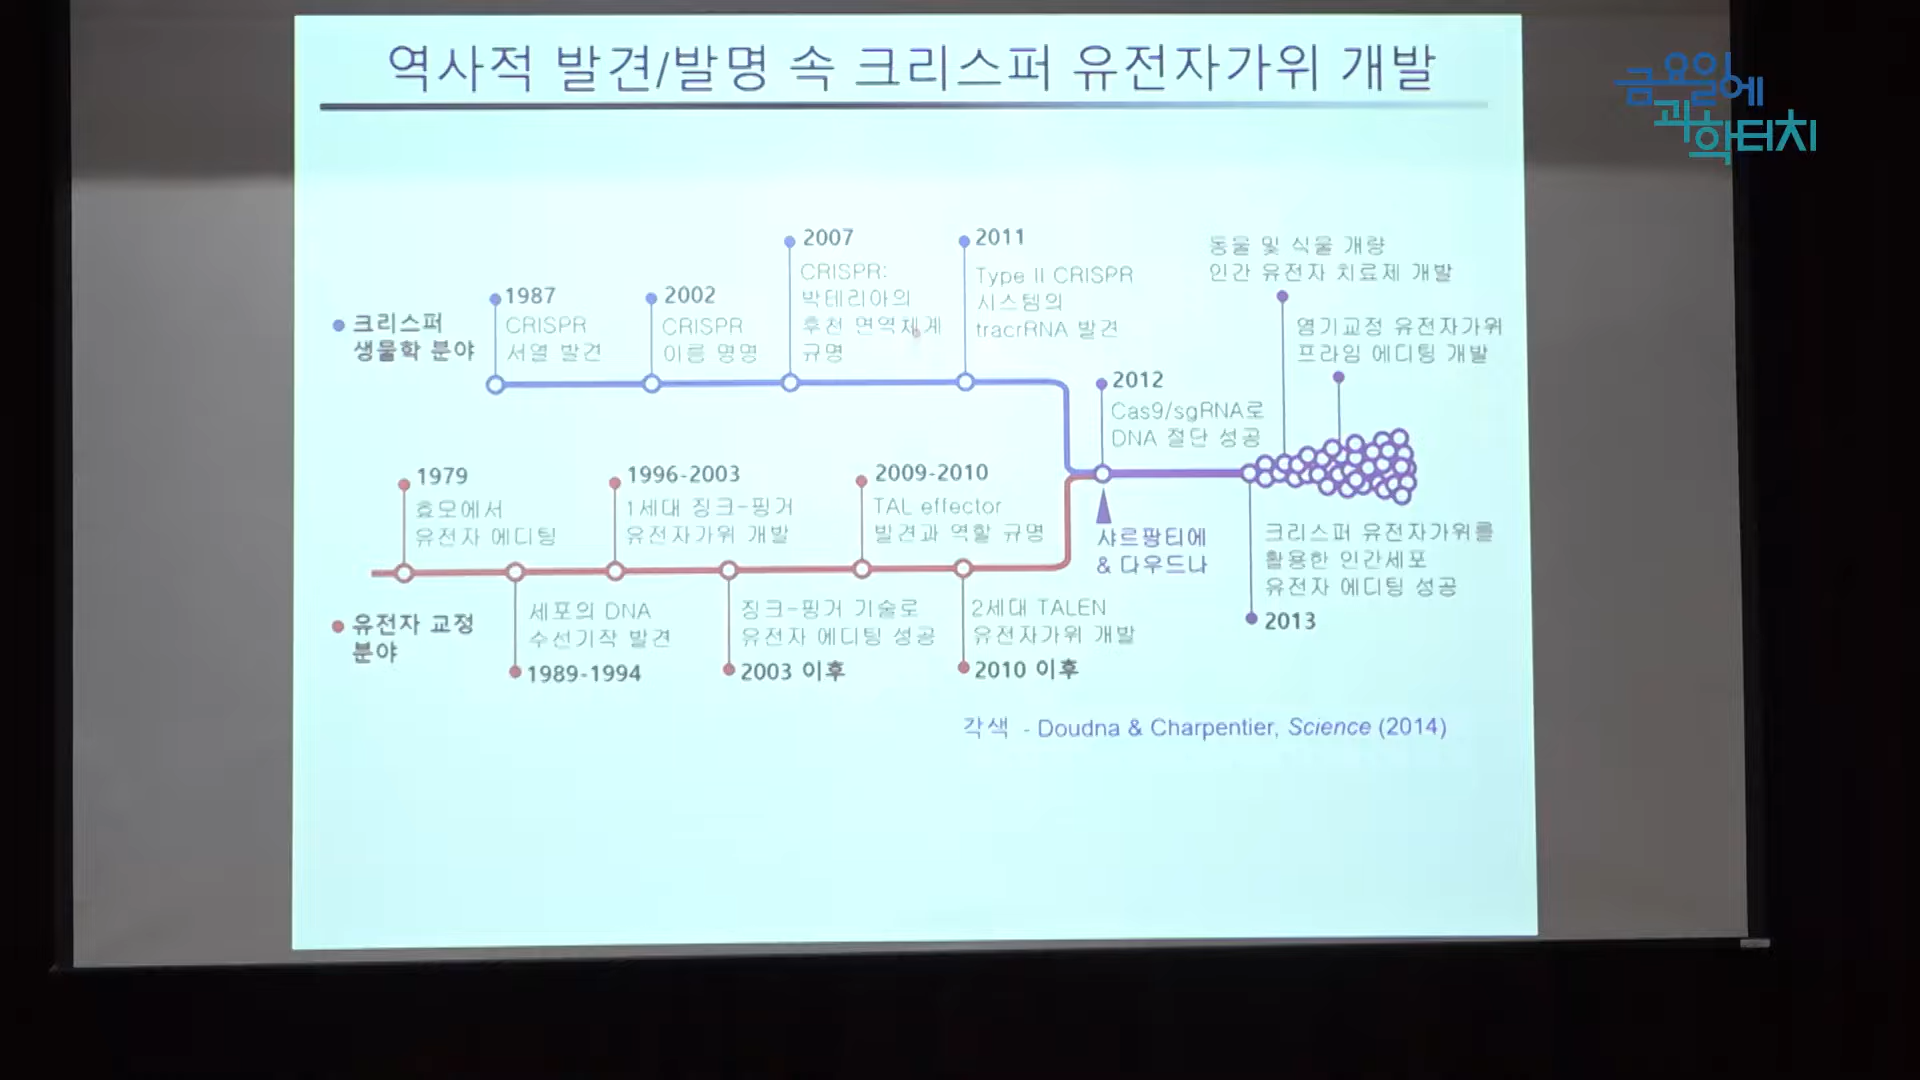 역사적 발견/발명 속 크리스퍼 유전자가위 개발
금요일에
과학터치
크리스퍼
생물학 분야
1987
CRISPR
서열 발견
2002
CRISPR
이름 명명
2007
CRISPR:
박테리아의
후천 면역체계
규명
2011
Type II CRISPR
시스템의
tracrRNA 발견
2012
Cas9/sgRNA로
DNA 절단 성공
동물 및 식물 개량
인간 유전자 치료제 개발
염기교정 유전자가위
프라임 에디팅 개발
1979
효모에서
유전자 에디팅
1996-2003
1세대 징크-핑거
유전자가위 개발
2009-2010
TAL effector
발견과 역할 규명
샤르팡티에
& 다우드나
크리스퍼 유전자가위를
활용한 인간세포
유전자 에디팅 성공
2013
유전자 교정
분야
세포의 DNA
수선기작 발견
1989-1994
징크-핑거 기술로
유전자 에디팅 성공
2003 이후
2세대 TALEN
유전자가위 개발
2010 이후
각색 - Doudna & Charpentier, Science (2014)